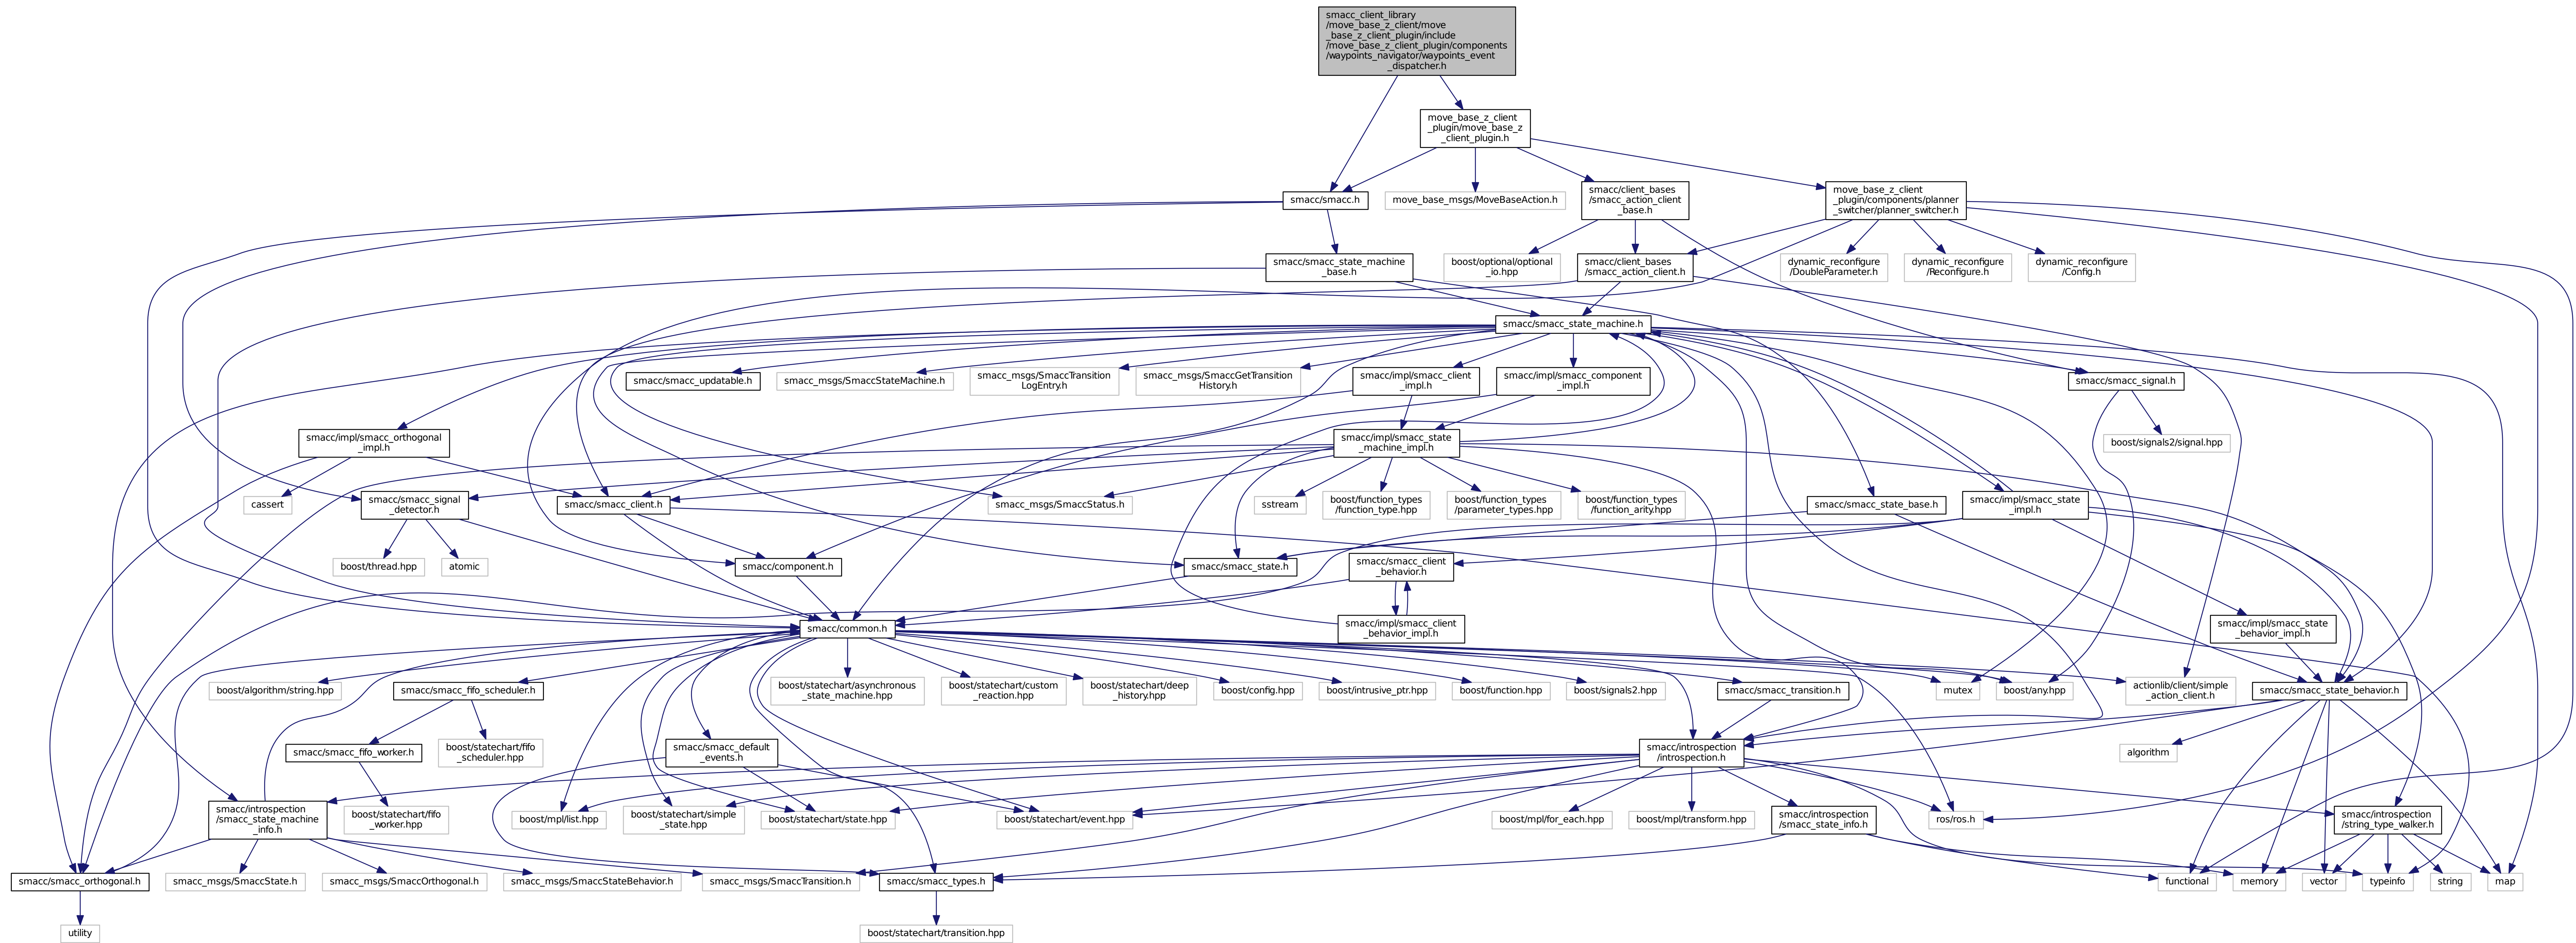 smacc_client_library
/move_base_z_client/move
_base_z_client_plugin/include
/move_base_z_client_plugin/components
/waypoints_navigator/waypoints_event
_dispatcher.h
move_base_z_client
_plugin/move_base_z
_client_plugin.h
smacc/smacc.h
move_base_msgs/MoveBaseAction.h
smacc/client_bases
/smacc_action_client
_base.h
move_base_z_client
_plugin/components/planner
_switcher/planner_switcher.h
smacc/smacc_state_machine
_base.h
boost/optional/optional
_io.hpp
smacc/client_bases
/smacc_action_client.h
dynamic_reconfigure
/DoubleParameter.h
dynamic_reconfigure
/Reconfigure.h
dynamic_reconfigure
/Config.h
smacc/smacc_state_machine.h
smacc/smacc_updatable.h
smacc_msgs/SmaccStateMachine.h
smacc_msgs/SmaccTransition
LogEntry.h
smacc_msgs/SmaccGetTransition
History.h
smacc/impl/smacc_client
_impl.h
smacc/impl/smacc_component
_impl.h
smacc/smacc_signal.h
smacc/impl/smacc_orthogonal
_impl.h
smacc/impl/smacc_state
_machine_impl.h
boost/signals2/signal.hpp
cassert
smacc/smacc_signal
_detector.h
smacc/smacc_client.h
smacc_msgs/SmaccStatus.h
sstream
boost/function_types
/function_type.hpp
boost/function_types
/parameter_types.hpp
boost/function_types
/function_arity.hpp
smacc/smacc_state_base.h
smacc/impl/smacc_state
_impl.h
boost/thread.hpp
atomic
smacc/component.h
smacc/smacc_state.h
smacc/smacc_client
_behavior.h
smacc/common.h
smacc/impl/smacc_client
_behavior_impl.h
smacc/impl/smacc_state
_behavior_impl.h
boost/algorithm/string.hpp
smacc/smacc_fifo_scheduler.h
boost/statechart/asynchronous
_state_machine.hpp
boost/statechart/custom
_reaction.hpp
boost/statechart/deep
_history.hpp
boost/config.hpp
boost/intrusive_ptr.hpp
boost/function.hpp
boost/signals2.hpp
smacc/smacc_transition.h
mutex
boost/any.hpp
actionlib/client/simple
_action_client.h
smacc/smacc_state_behavior.h
smacc/smacc_fifo_worker.h
boost/statechart/fifo
_scheduler.hpp
smacc/smacc_default
_events.h
smacc/introspection
/introspection.h
algorithm
smacc/introspection
/smacc_state_machine
_info.h
boost/statechart/fifo
_worker.hpp
boost/mpl/list.hpp
boost/statechart/simple
_state.hpp
boost/statechart/state.hpp
boost/statechart/event.hpp
boost/mpl/for_each.hpp
boost/mpl/transform.hpp
smacc/introspection
/smacc_state_info.h
ros/ros.h
smacc/introspection
/string_type_walker.h
smacc/smacc_orthogonal.h
smacc_msgs/SmaccState.h
smacc_msgs/SmaccOrthogonal.h
smacc_msgs/SmaccStateBehavior.h
smacc_msgs/SmaccTransition.h
smacc/smacc_types.h
functional
memory
vector
typeinfo
string
map
utility
boost/statechart/transition.hpp